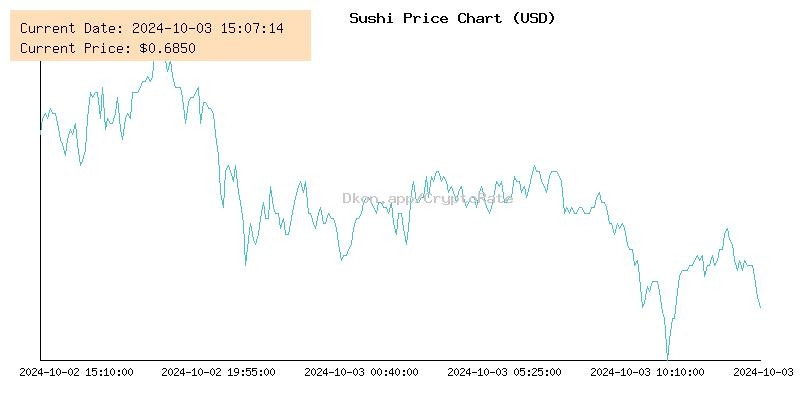 Sushi Price Chart (USD)
Current Date: 2024-10-03 15:07:14
Current Price: $0.6850
Dkon.app/CryptoRate
2024-10-02 15:10:00
2024-10-02 19:55:00
2024-10-03 00:40:00
2024-10-03 05:25:00
2024-10-03 10:10:00
2024-10-03